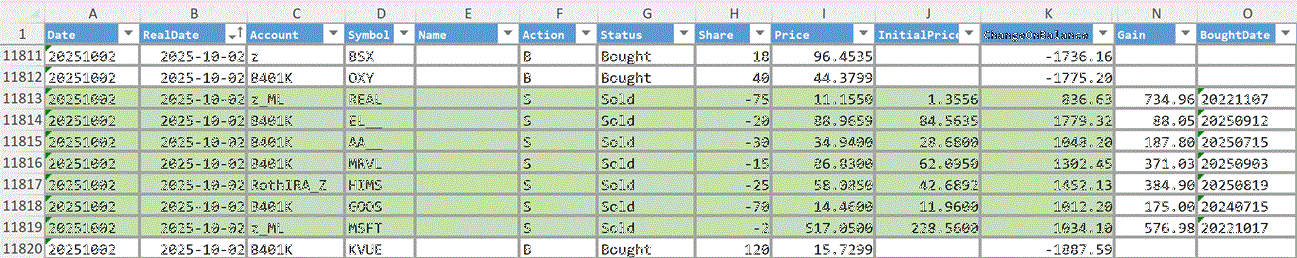 A B C D E F G H I J K N O
1 Date RealDate Account Symbol Name Action Status Share Price InitialPrice ChangeOnBalance Gain BoughtDate
11811 20251002 2025-10-02 z BSX B Bought 18 96.4535 -1736.16
11812 20251002 2025-10-02 B401K OXY B Bought 40 44.3799 -1775.20
11813 20251002 2025-10-02 z_ML REAL S Sold -75 11.1550 1.3556 836.63 734.96 20221107
11814 20251002 2025-10-02 B401K EL__ S Sold -20 88.9659 84.5635 1779.32 88.05 20250912
11815 20251002 2025-10-02 B401K AA__ S Sold -30 34.9400 28.6800 1048.20 187.80 20250715
11816 20251002 2025-10-02 B401K MRVL S Sold -15 86.8300 62.0950 1302.45 371.03 20250903
11817 20251002 2025-10-02 RothIRA_Z HIMS S Sold -25 58.0850 42.6892 1452.13 384.90 20250819
11818 20251002 2025-10-02 B401K GOOS S Sold -70 14.4600 11.9600 1012.20 175.00 20240715
11819 20251002 2025-10-02 z_ML MSFT S Sold -2 517.0500 228.5600 1034.10 576.98 20221017
11820 20251002 2025-10-02 B401K KVUE B Bought 120 15.7299 -1887.59